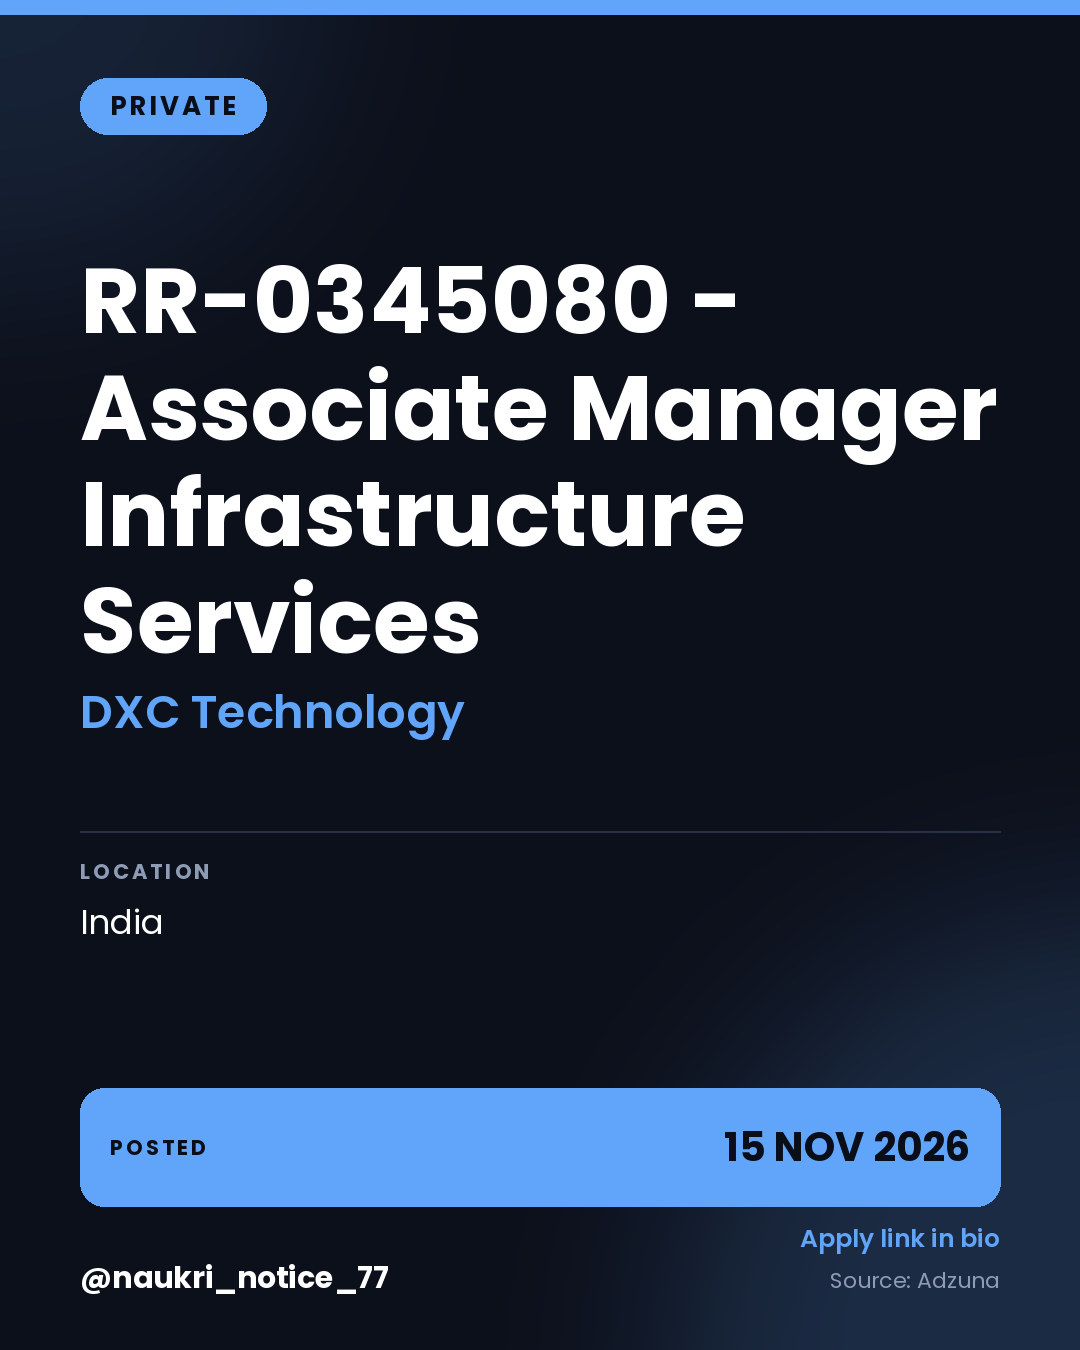 PRIVATE
RR-0345080 -
Associate Manager
Infrastructure
Services
DXC Technology
LOCATION
India
POSTED
15 NOV 2026
Apply link in bio
@naukri_notice_77
Source: Adzuna